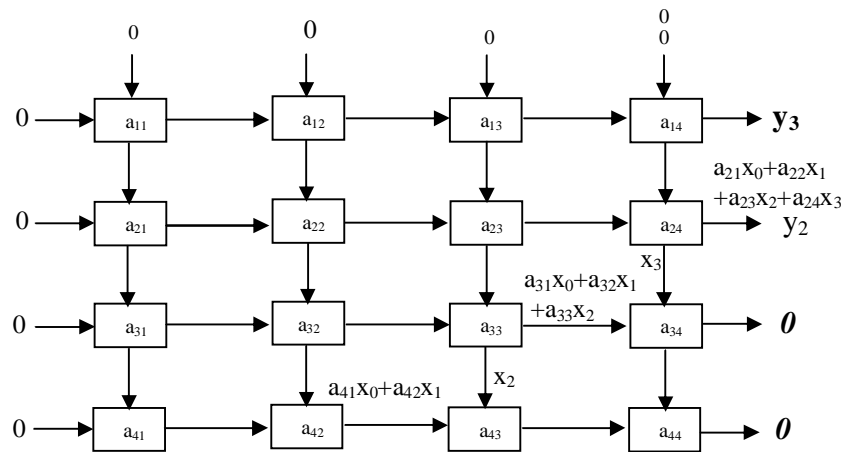 0 0 0 0
0
0 a₁₁ a₁₂ a₁₃ a₁₄ y₃
a₂₁x₀+a₂₂x₁
+a₂₃x₂+a₂₄x₃
0 a₂₁ a₂₂ a₂₃ a₂₄ y₂
x₃
a₃₁x₀+a₃₂x₁
+a₃₃x₂
0 a₃₁ a₃₂ a₃₃ a₃₄ 0
x₂
a₄₁x₀+a₄₂x₁
0 a₄₁ a₄₂ a₄₃ a₄₄ 0